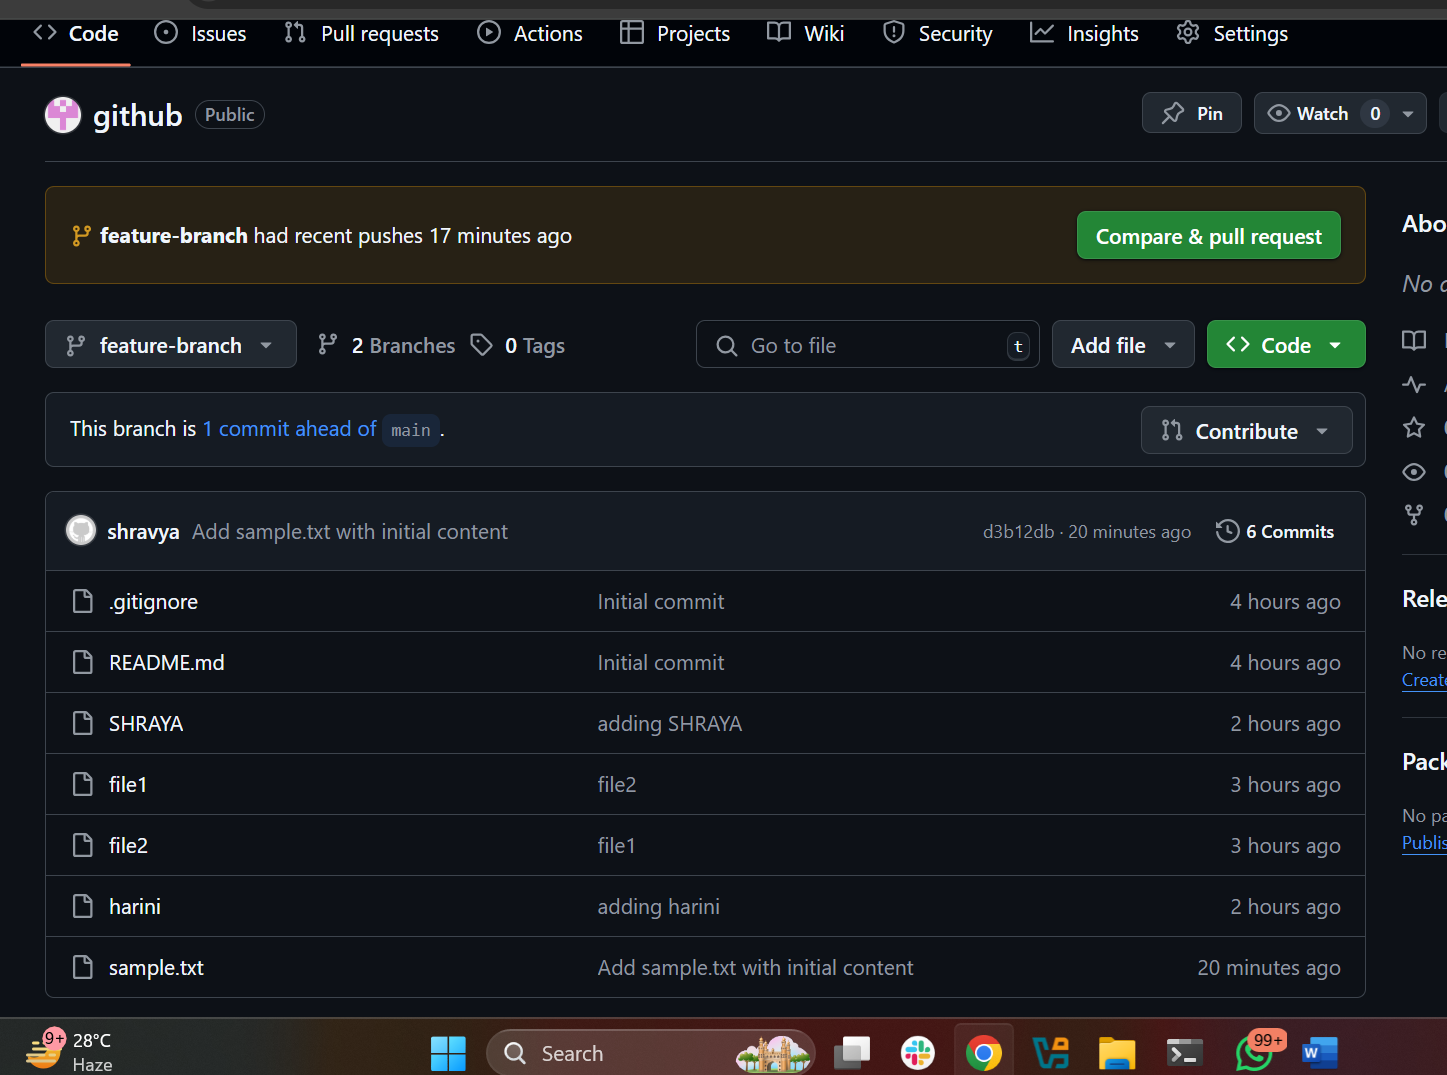 Code Issues Pull requests Actions Projects Wiki Security Insights Settings
github Public Pin Watch 0
feature-branch had recent pushes 17 minutes ago Compare & pull request
feature-branch 2 Branches 0 Tags Go to file t Add file Code
This branch is 1 commit ahead of main . Contribute
shravya Add sample.txt with initial content d3b12db · 20 minutes ago 6 Commits
.gitignore Initial commit 4 hours ago
README.md Initial commit 4 hours ago
SHRAYA adding SHRAYA 2 hours ago
file1 file2 3 hours ago
file2 file1 3 hours ago
harini adding harini 2 hours ago
sample.txt Add sample.txt with initial content 20 minutes ago
Abo
No
Rele
No re
Create
Pack
No pa
Publis
9+ 28°C
Haze
Search
99+
W